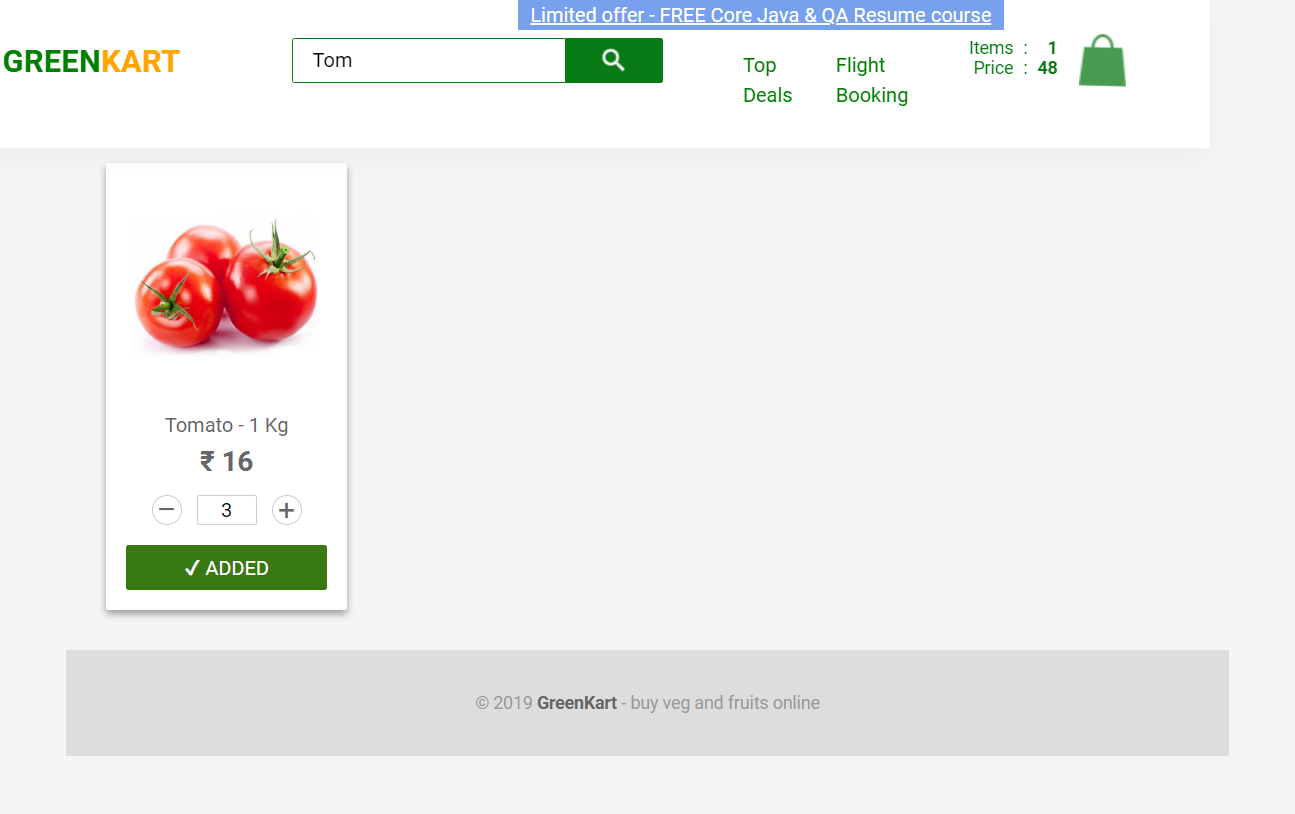 Limited offer - FREE Core Java & QA Resume course
GREENKART
Tom
Top
Deals
Flight
Booking
Items : 1
Price : 48
Tomato - 1 Kg
₹ 16
− 3 +
✓ ADDED
© 2019 GreenKart - buy veg and fruits online